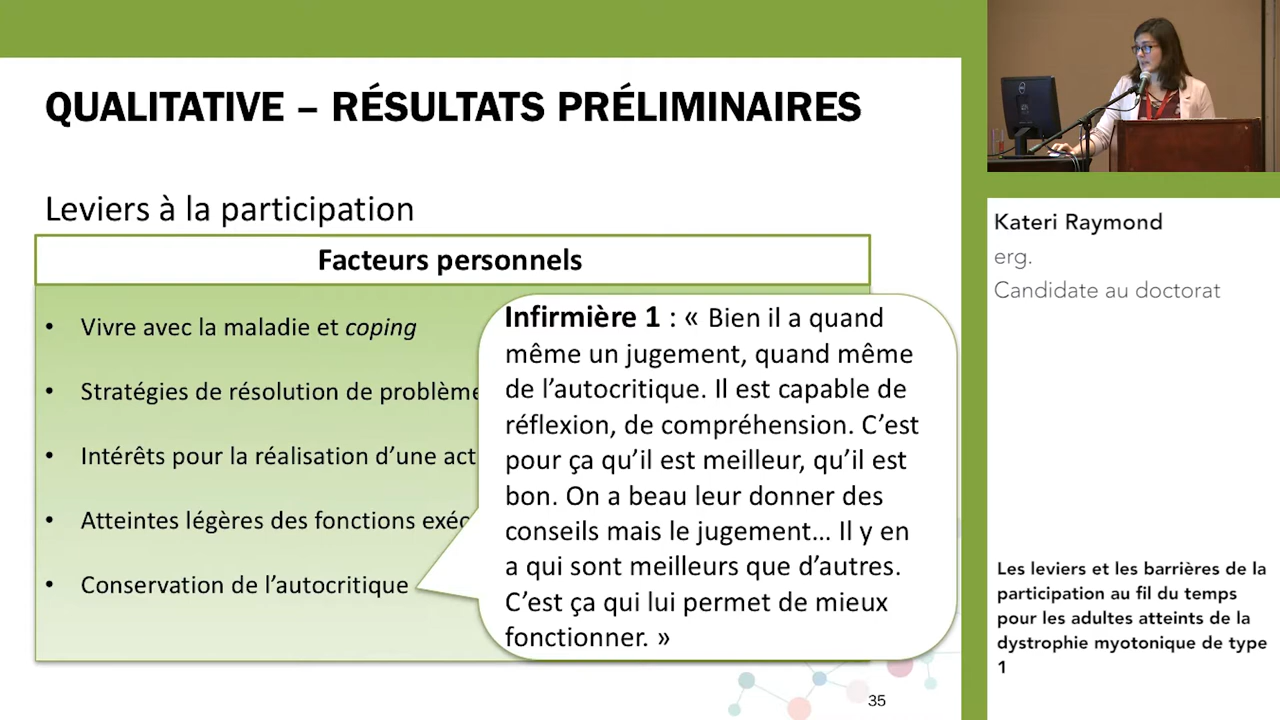 QUALITATIVE – RÉSULTATS PRÉLIMINAIRES
Leviers à la participation
Facteurs personnels
• Vivre avec la maladie et coping
• Stratégies de résolution de problème
• Intérêts pour la réalisation d’une act
• Atteintes légères des fonctions exéc
• Conservation de l’autocritique
Infirmière 1 : « Bien il a quand
même un jugement, quand même
de l’autocritique. Il est capable de
réflexion, de compréhension. C’est
pour ça qu’il est meilleur, qu’il est
bon. On a beau leur donner des
conseils mais le jugement… Il y en
a qui sont meilleurs que d’autres.
C’est ça qui lui permet de mieux
fonctionner. »
35
Kateri Raymond
erg.
Candidate au doctorat
Les leviers et les barrières de la
participation au fil du temps
pour les adultes atteints de la
dystrophie myotonique de type
1